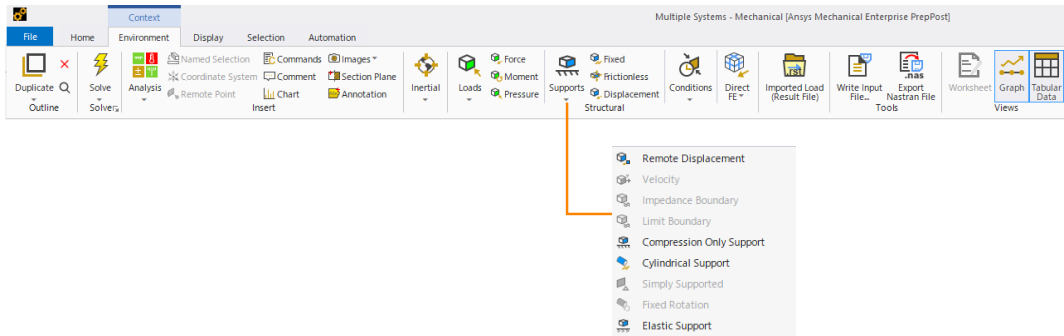 Context
Multiple Systems - Mechanical [Ansys Mechanical Enterprise PrepPost]
File Home Environment Display Selection Automation
Duplicate Q
Outline
Solve
Solver
Analysis
Named Selection
Coordinate System
Remote Point
Commands
Comment
Chart
Images
Section Plane
Annotation
Insert
Inertial
Loads
Force
Moment
Pressure
Supports
Fixed
Frictionless
Displacement
Structural
Conditions
Direct
FE
Imported Load
(Result File)
.rst
Write Input
File...
.nas
Export
Nastran File
Tools
Worksheet
Graph
Tabular
Data
Views
Remote Displacement
Velocity
Impedance Boundary
Limit Boundary
Compression Only Support
Cylindrical Support
Simply Supported
Fixed Rotation
Elastic Support